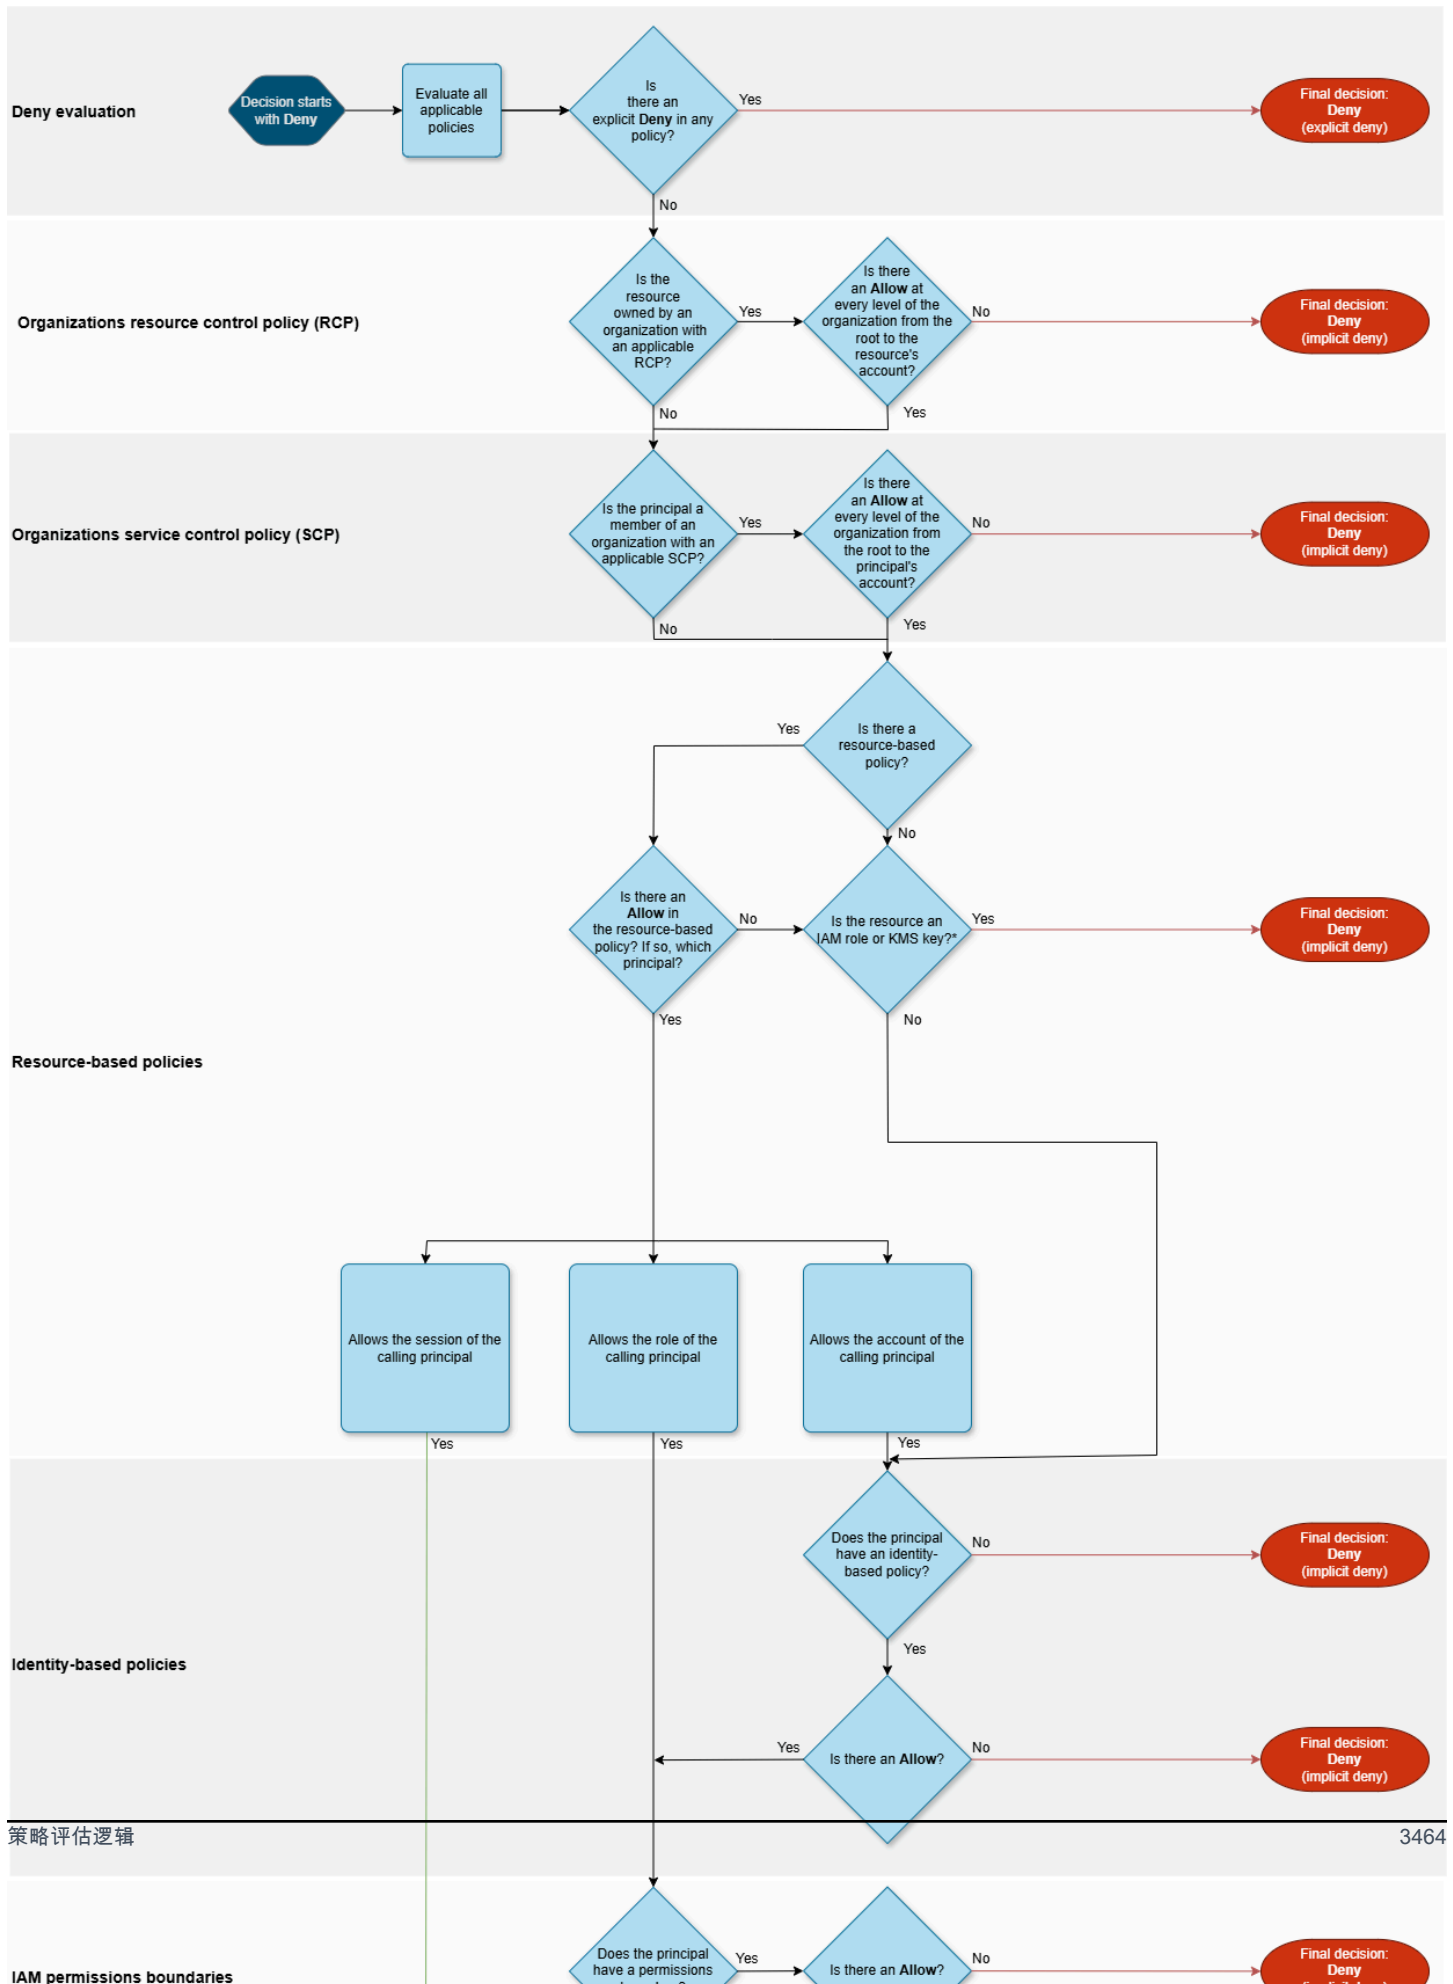 Deny evaluation
Decision starts
with Deny
Evaluate all
applicable
policies
Is
there an
explicit Deny in any
policy?
Yes
Final decision:
Deny
(explicit deny)
No
Organizations resource control policy (RCP)
Is the
resource
owned by an
organization with
an applicable
RCP?
Yes
Is there
an Allow at
every level of the
organization from the
root to the
resource's
account?
No
Final decision:
Deny
(implicit deny)
No
Yes
Organizations service control policy (SCP)
Is the principal a
member of an
organization with an
applicable SCP?
Yes
Is there
an Allow at
every level of the
organization from
the root to the
principal's
account?
No
Final decision:
Deny
(implicit deny)
No
Yes
Is there a
resource-based
policy?
Yes
No
Is there an
Allow in
the resource-based
policy? If so, which
principal?
No
Is the resource an
IAM role or KMS key?*
Yes
Final decision:
Deny
(implicit deny)
Yes
No
Resource-based policies
Allows the session of the
calling principal
Allows the role of the
calling principal
Allows the account of the
calling principal
Yes
Yes
Yes
Does the principal
have an identity-
based policy?
No
Final decision:
Deny
(implicit deny)
Yes
Identity-based policies
Yes
Is there an Allow?
No
Final decision:
Deny
(implicit deny)
策略评估逻辑
3464
IAM permissions boundaries
Does the principal
have a permissions
Yes
Is there an Allow?
No
Final decision:
Deny